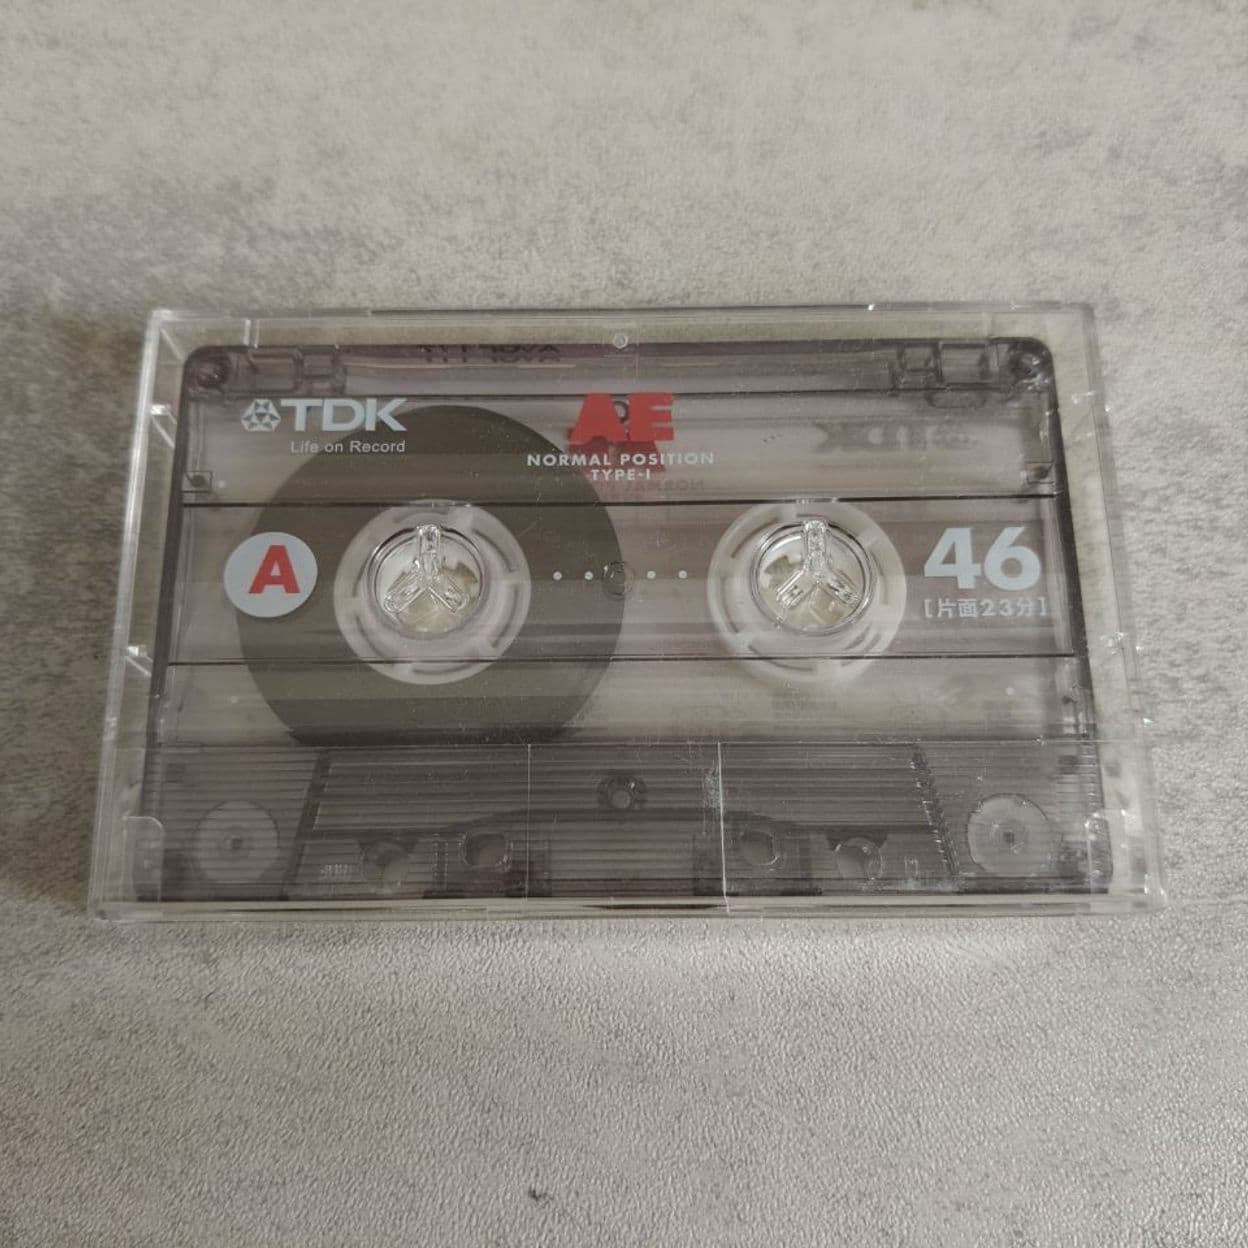 TDK
Life on Record
AE
NORMAL POSITION
TYPE-I
A
46
[片面23分]